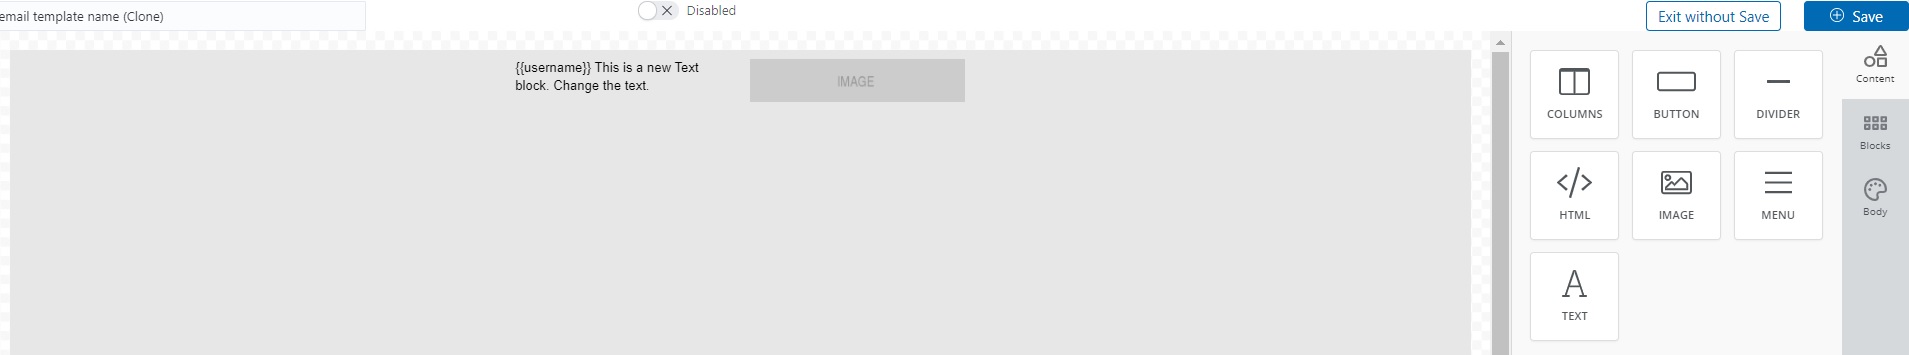 email template name (Clone)
Disabled
Exit without Save
Save
{{username}} This is a new Text
block. Change the text.
IMAGE
COLUMNS
BUTTON
DIVIDER
HTML
IMAGE
MENU
TEXT
Content
Blocks
Body